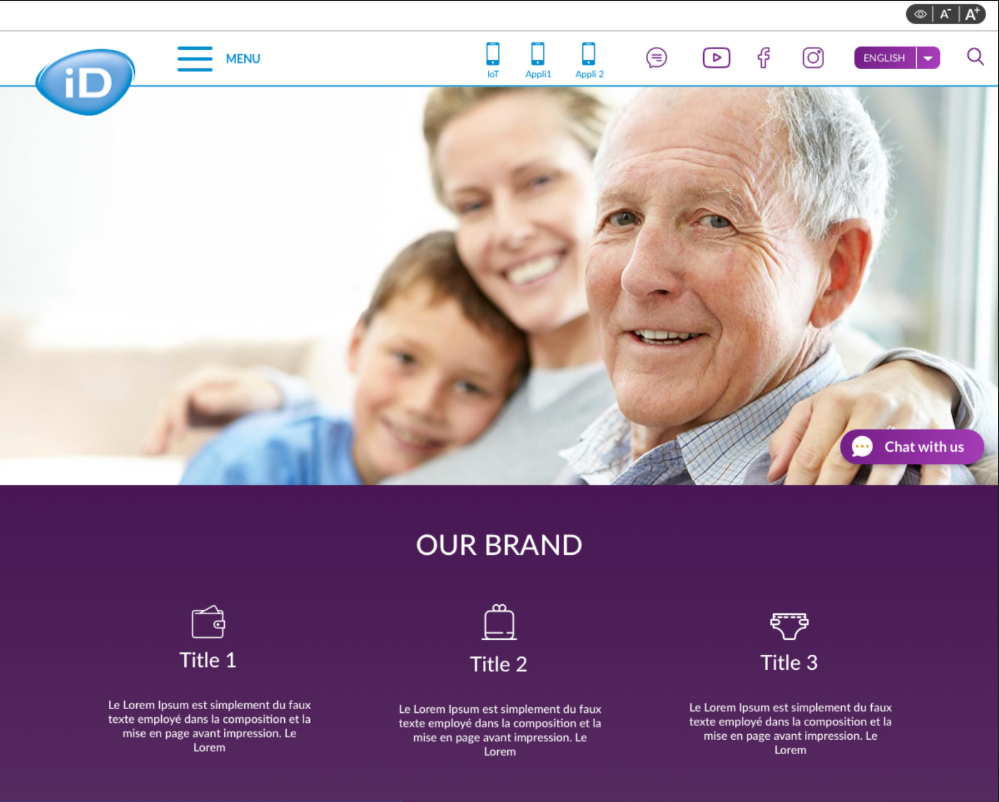 A-
A+
iD
MENU
IoT
Appli1
Appli 2
ENGLISH
Chat with us
OUR BRAND
Title 1
Le Lorem Ipsum est simplement du faux
texte employé dans la composition et la
mise en page avant impression. Le
Lorem
Title 2
Le Lorem Ipsum est simplement du faux
texte employé dans la composition et la
mise en page avant impression. Le
Lorem
Title 3
Le Lorem Ipsum est simplement du faux
texte employé dans la composition et la
mise en page avant impression. Le
Lorem